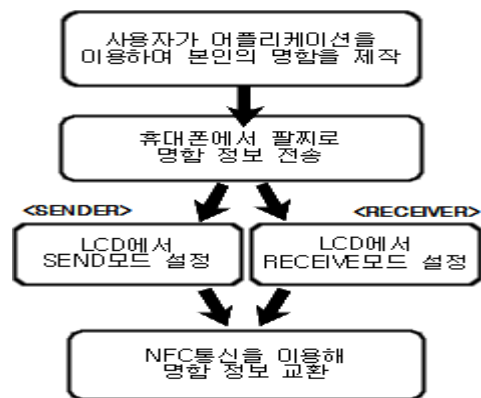 사용자가 어플리케이션을
이용하여 본인의 명함을 제작
휴대폰에서 팔찌로
명함 정보 전송
<SENDER>
<RECEIVER>
LCD에서
SEND모드 설정
LCD에서
RECEIVE모드 설정
NFC통신을 이용해
명함 정보 교환